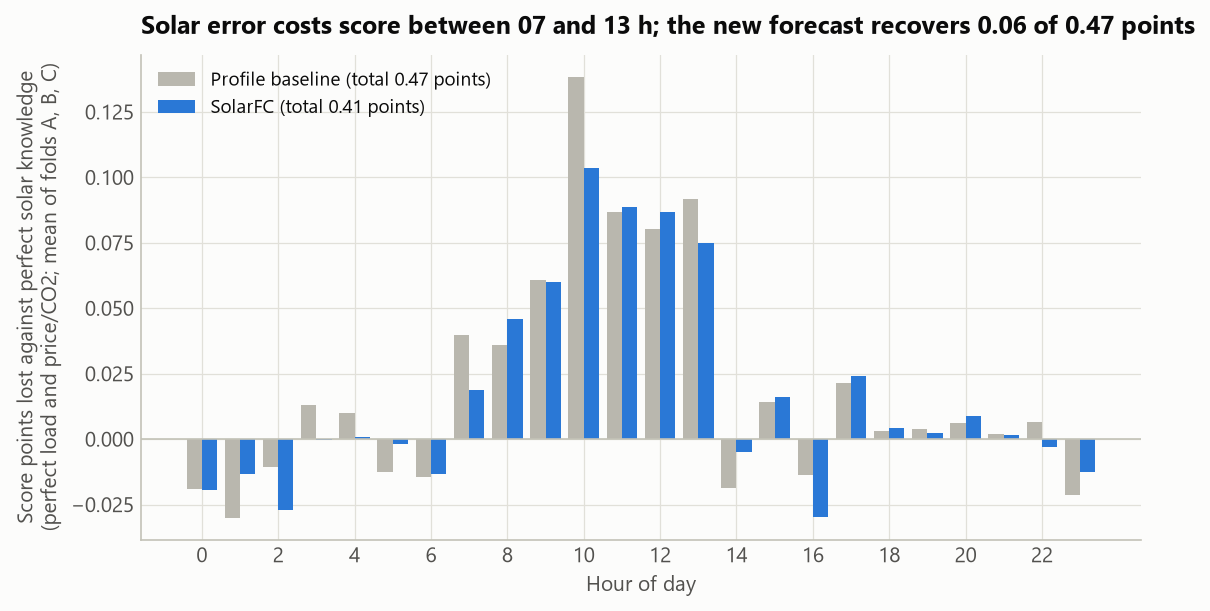 Solar error costs score between 07 and 13 h; the new forecast recovers 0.06 of 0.47 points
Profile baseline (total 0.47 points)
SolarFC (total 0.41 points)
Score points lost against perfect solar knowledge
(perfect load and price/CO2; mean of folds A, B, C)
0.125
0.100
0.075
0.050
0.025
0.000
−0.025
0 2 4 6 8 10 12 14 16 18 20 22
Hour of day